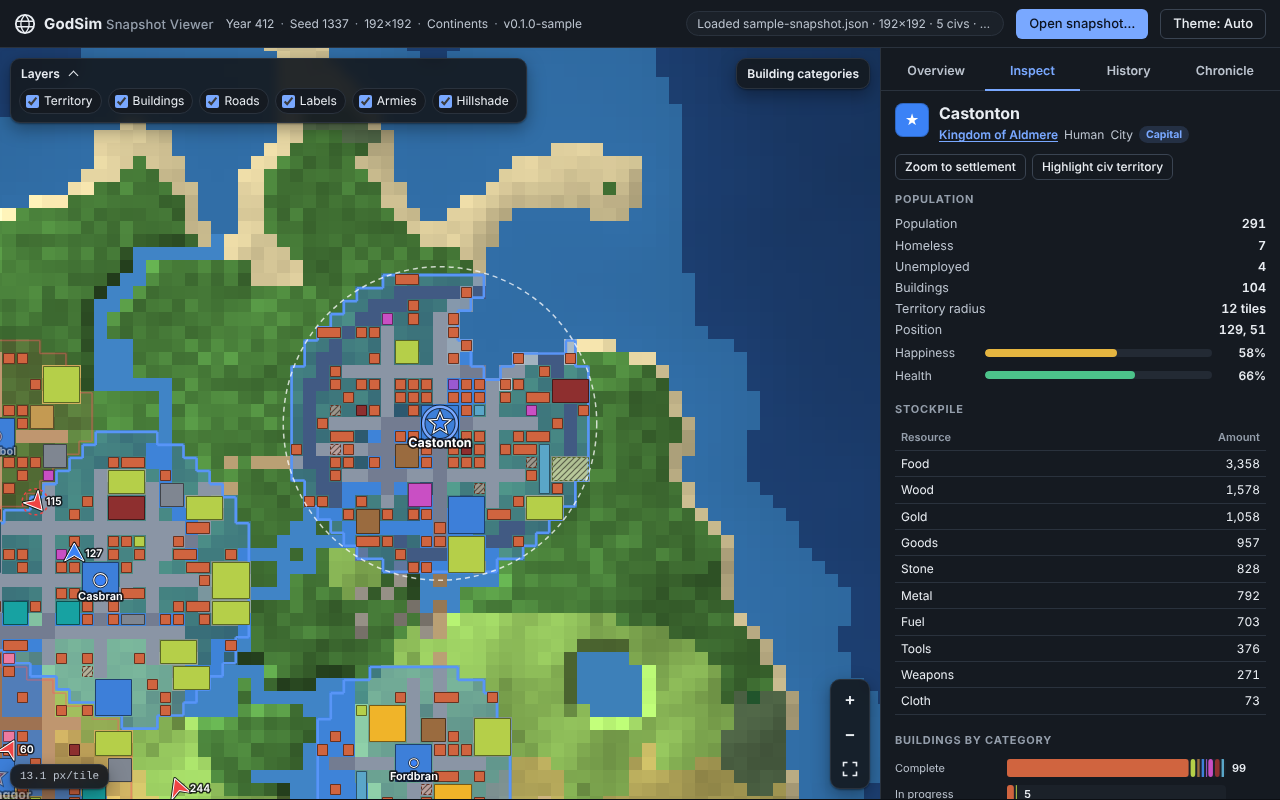 GodSim Snapshot Viewer
Year 412 · Seed 1337 · 192×192 · Continents · v0.1.0-sample
Loaded sample-snapshot.json · 192×192 · 5 civs · ...
Open snapshot...
Theme: Auto
Layers
Territory
Buildings
Roads
Labels
Armies
Hillshade
Building categories
Castonton
115
127
Casbran
60
244
Fordbran
13.1 px/tile
+
−
Overview
Inspect
History
Chronicle
Castonton
Kingdom of Aldmere Human City Capital
Zoom to settlement
Highlight civ territory
POPULATION
Population 291
Homeless 7
Unemployed 4
Buildings 104
Territory radius 12 tiles
Position 129, 51
Happiness 58%
Health 66%
STOCKPILE
Resource Amount
Food 3,358
Wood 1,578
Gold 1,058
Goods 957
Stone 828
Metal 792
Fuel 703
Tools 376
Weapons 271
Cloth 73
BUILDINGS BY CATEGORY
Complete 99
In progress 5